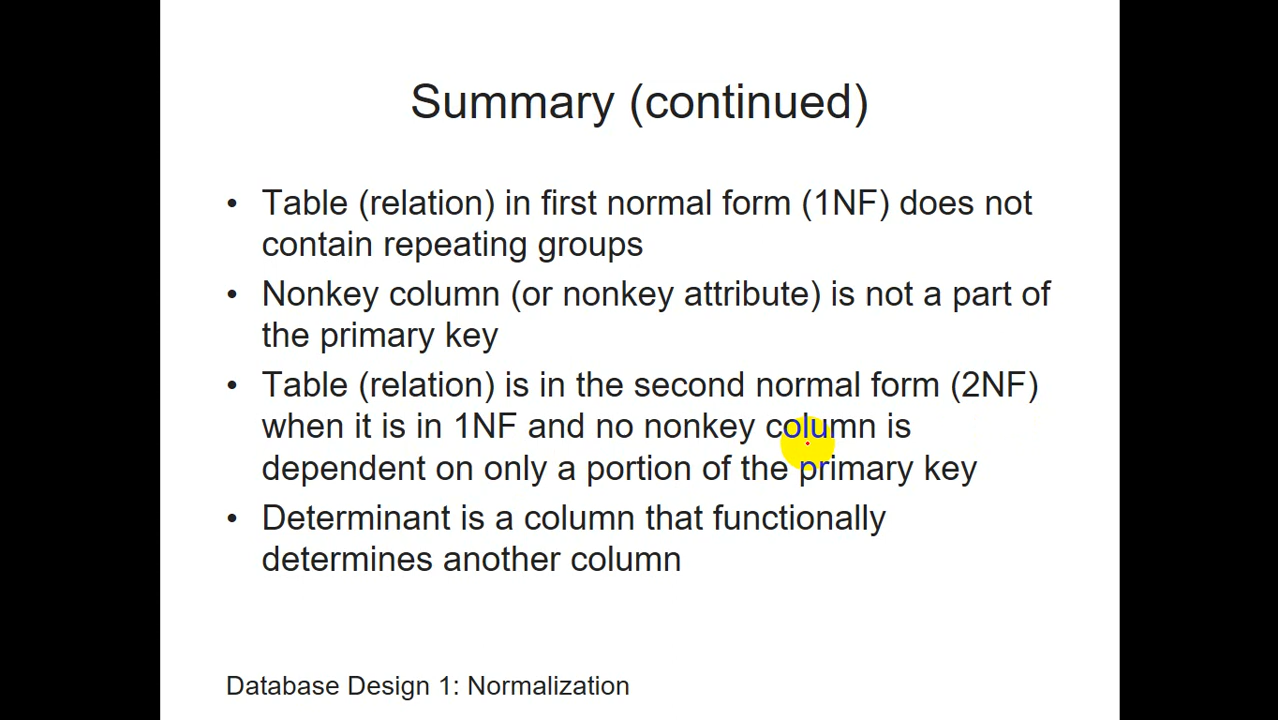 Summary (continued)
• Table (relation) in first normal form (1NF) does not
contain repeating groups
• Nonkey column (or nonkey attribute) is not a part of
the primary key
• Table (relation) is in the second normal form (2NF)
when it is in 1NF and no nonkey column is
dependent on only a portion of the primary key
• Determinant is a column that functionally
determines another column
Database Design 1: Normalization